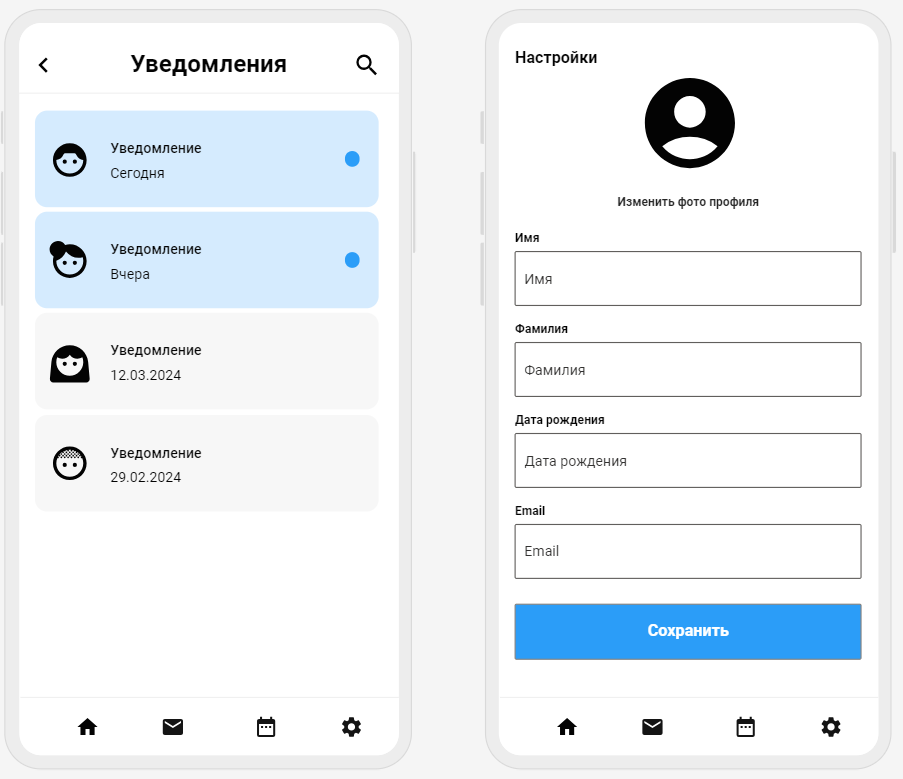 Уведомления
Уведомление
Сегодня
Уведомление
Вчера
Уведомление
12.03.2024
Уведомление
29.02.2024
Настройки
Изменить фото профиля
Имя
Имя
Фамилия
Фамилия
Дата рождения
Дата рождения
Email
Email
Сохранить